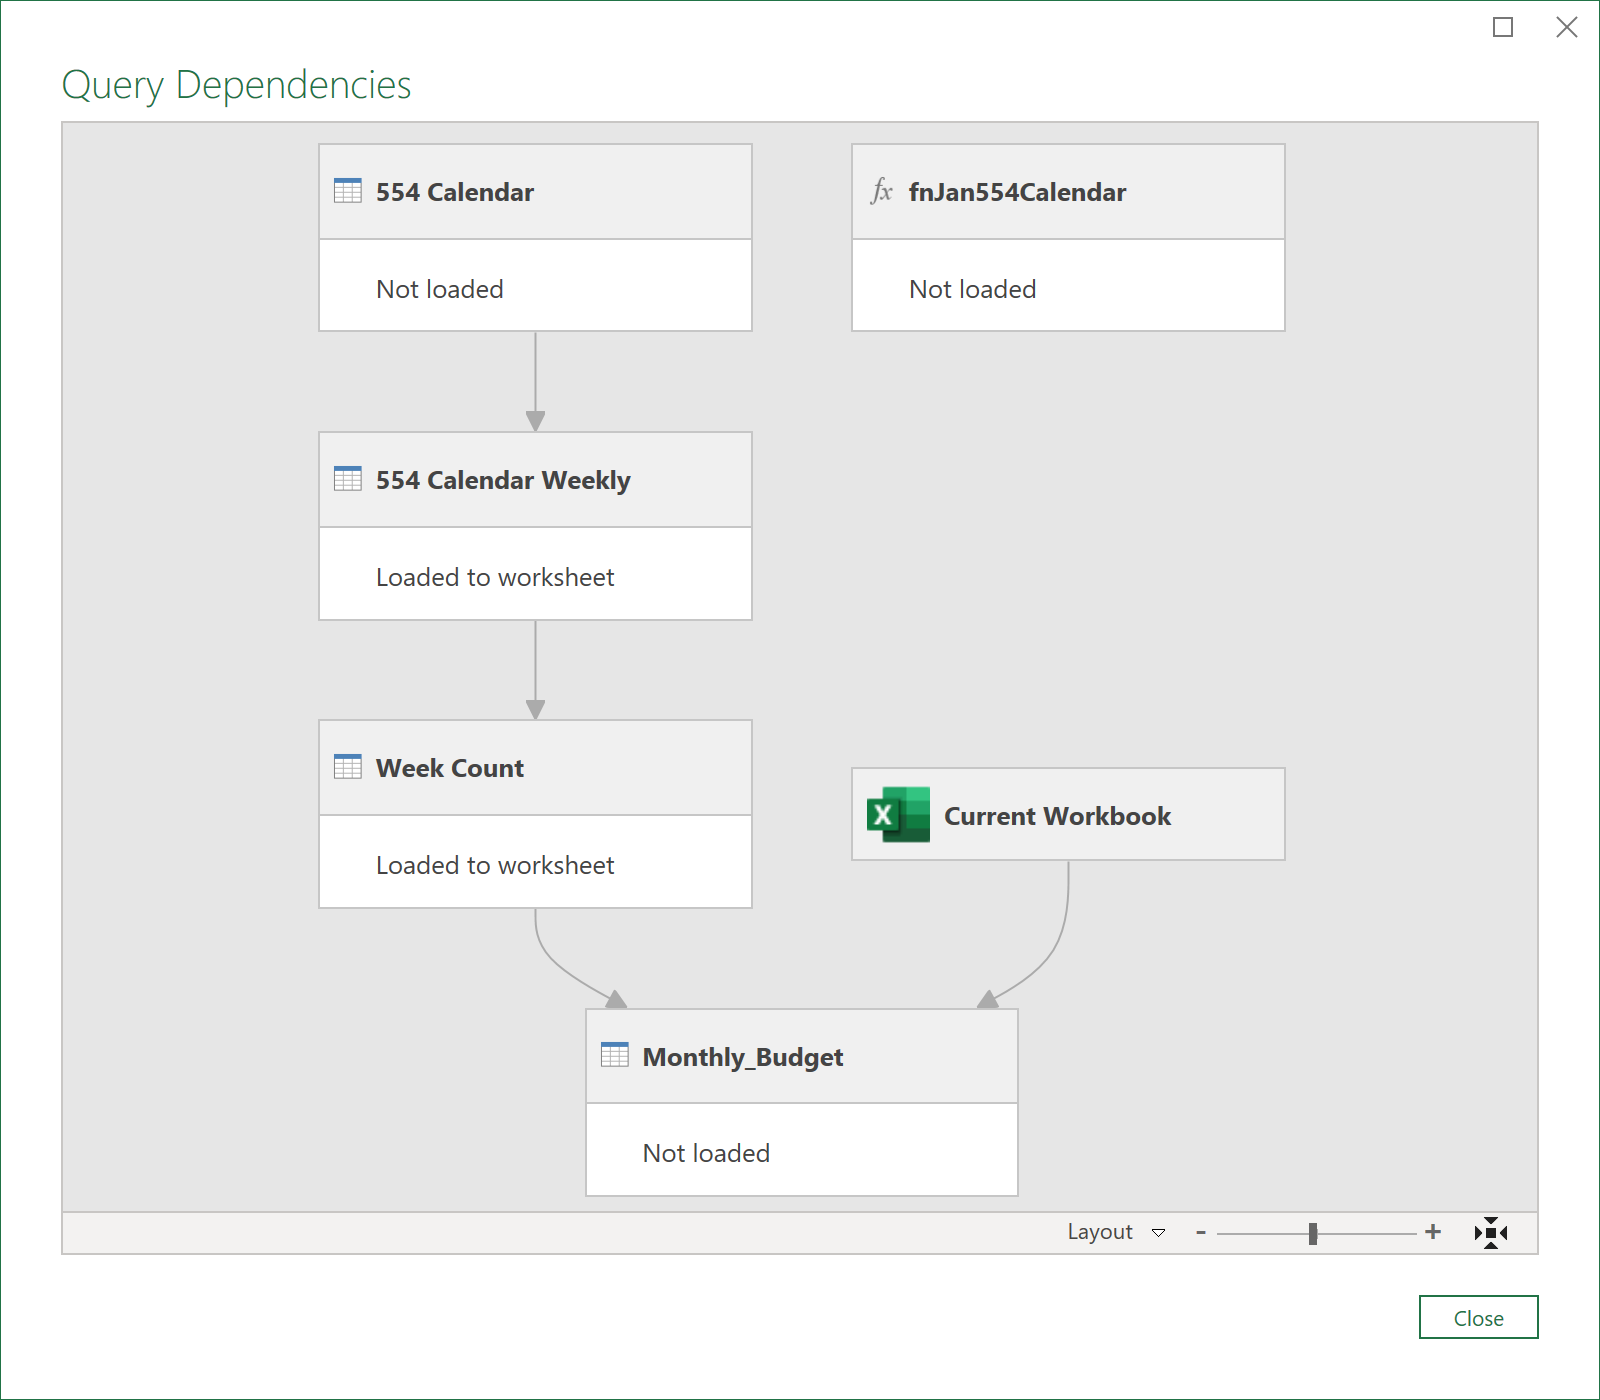 Query Dependencies
554 Calendar
Not loaded
fx fnJan554Calendar
Not loaded
554 Calendar Weekly
Loaded to worksheet
Week Count
Loaded to worksheet
X Current Workbook
Monthly_Budget
Not loaded
Layout - +
Close